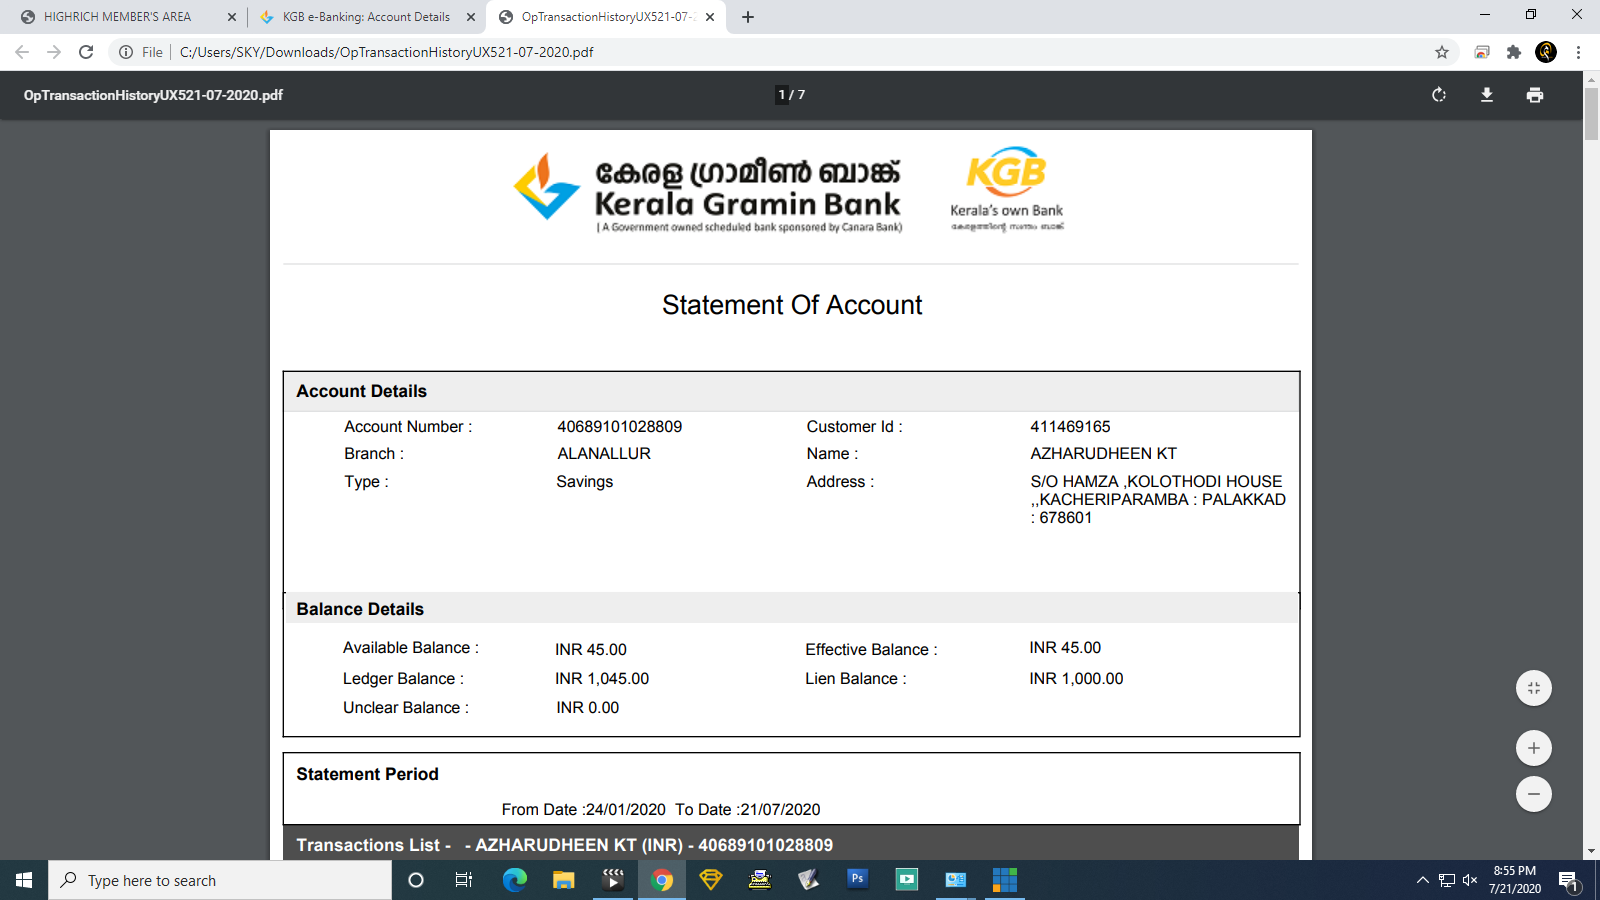 HIGHRICH MEMBER'S AREA
KGB e-Banking: Account Details
OpTransactionHistoryUX521-07-2
File
C:/Users/SKY/Downloads/OpTransactionHistoryUX521-07-2020.pdf
OpTransactionHistoryUX521-07-2020.pdf
1 / 7
കേരള ഗ്രാമീൺ ബാങ്ക്
Kerala Gramin Bank
( A Government owned scheduled bank sponsored by Canara Bank)
KGB
Kerala's own Bank
കേരളത്തിന്റെ സ്വന്തം ബാങ്ക്
Statement Of Account
Account Details
Account Number : 40689101028809 Customer Id : 411469165
Branch : ALANALLUR Name : AZHARUDHEEN KT
Type : Savings Address : S/O HAMZA ,KOLOTHODI HOUSE
,,KACHERIPARAMBA : PALAKKAD
: 678601
Balance Details
Available Balance : INR 45.00 Effective Balance : INR 45.00
Ledger Balance : INR 1,045.00 Lien Balance : INR 1,000.00
Unclear Balance : INR 0.00
Statement Period
From Date :24/01/2020 To Date :21/07/2020
Transactions List - - AZHARUDHEEN KT (INR) - 40689101028809
Type here to search
Ps
8:55 PM
7/21/2020
1